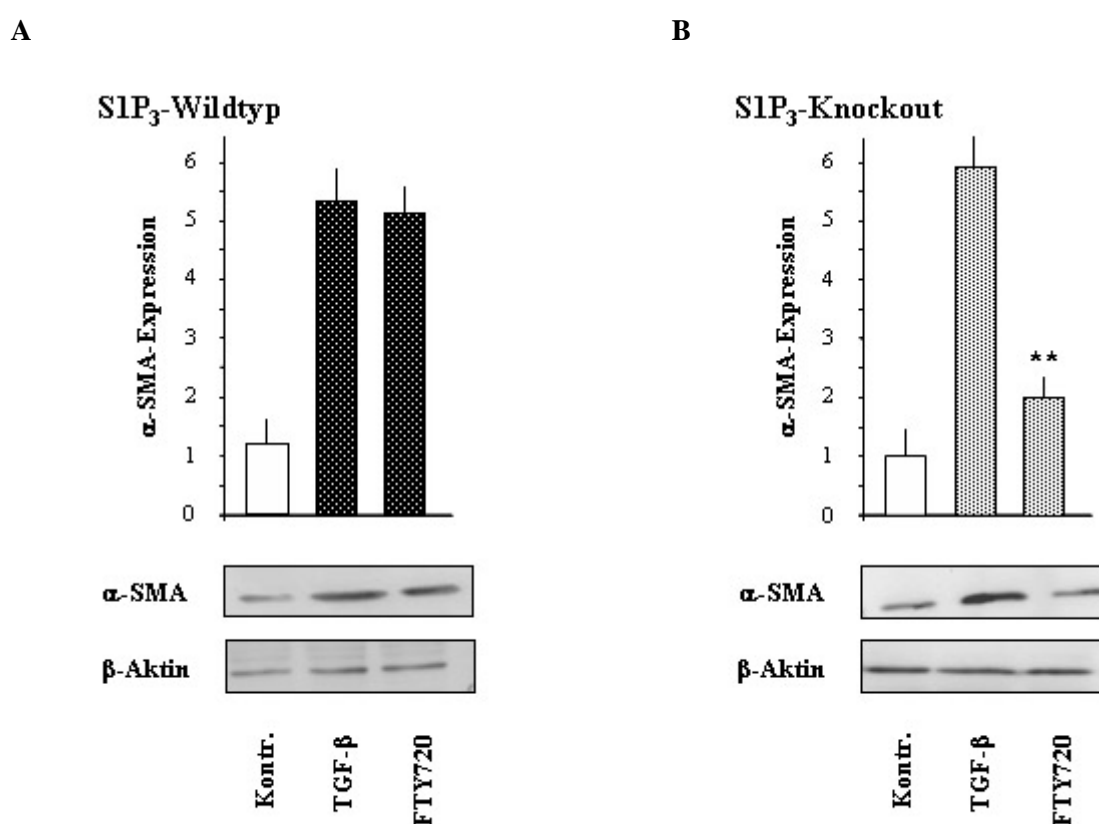 A
S1P₃-Wildtyp
α-SMA-Expression
6
5
4
3
2
1
0
α-SMA
β-Aktin
Kontr.
TGF-β
FTY720
B
S1P₃-Knockout
α-SMA-Expression
6
5
4
3
2
1
0
**
α-SMA
β-Aktin
Kontr.
TGF-β
FTY720